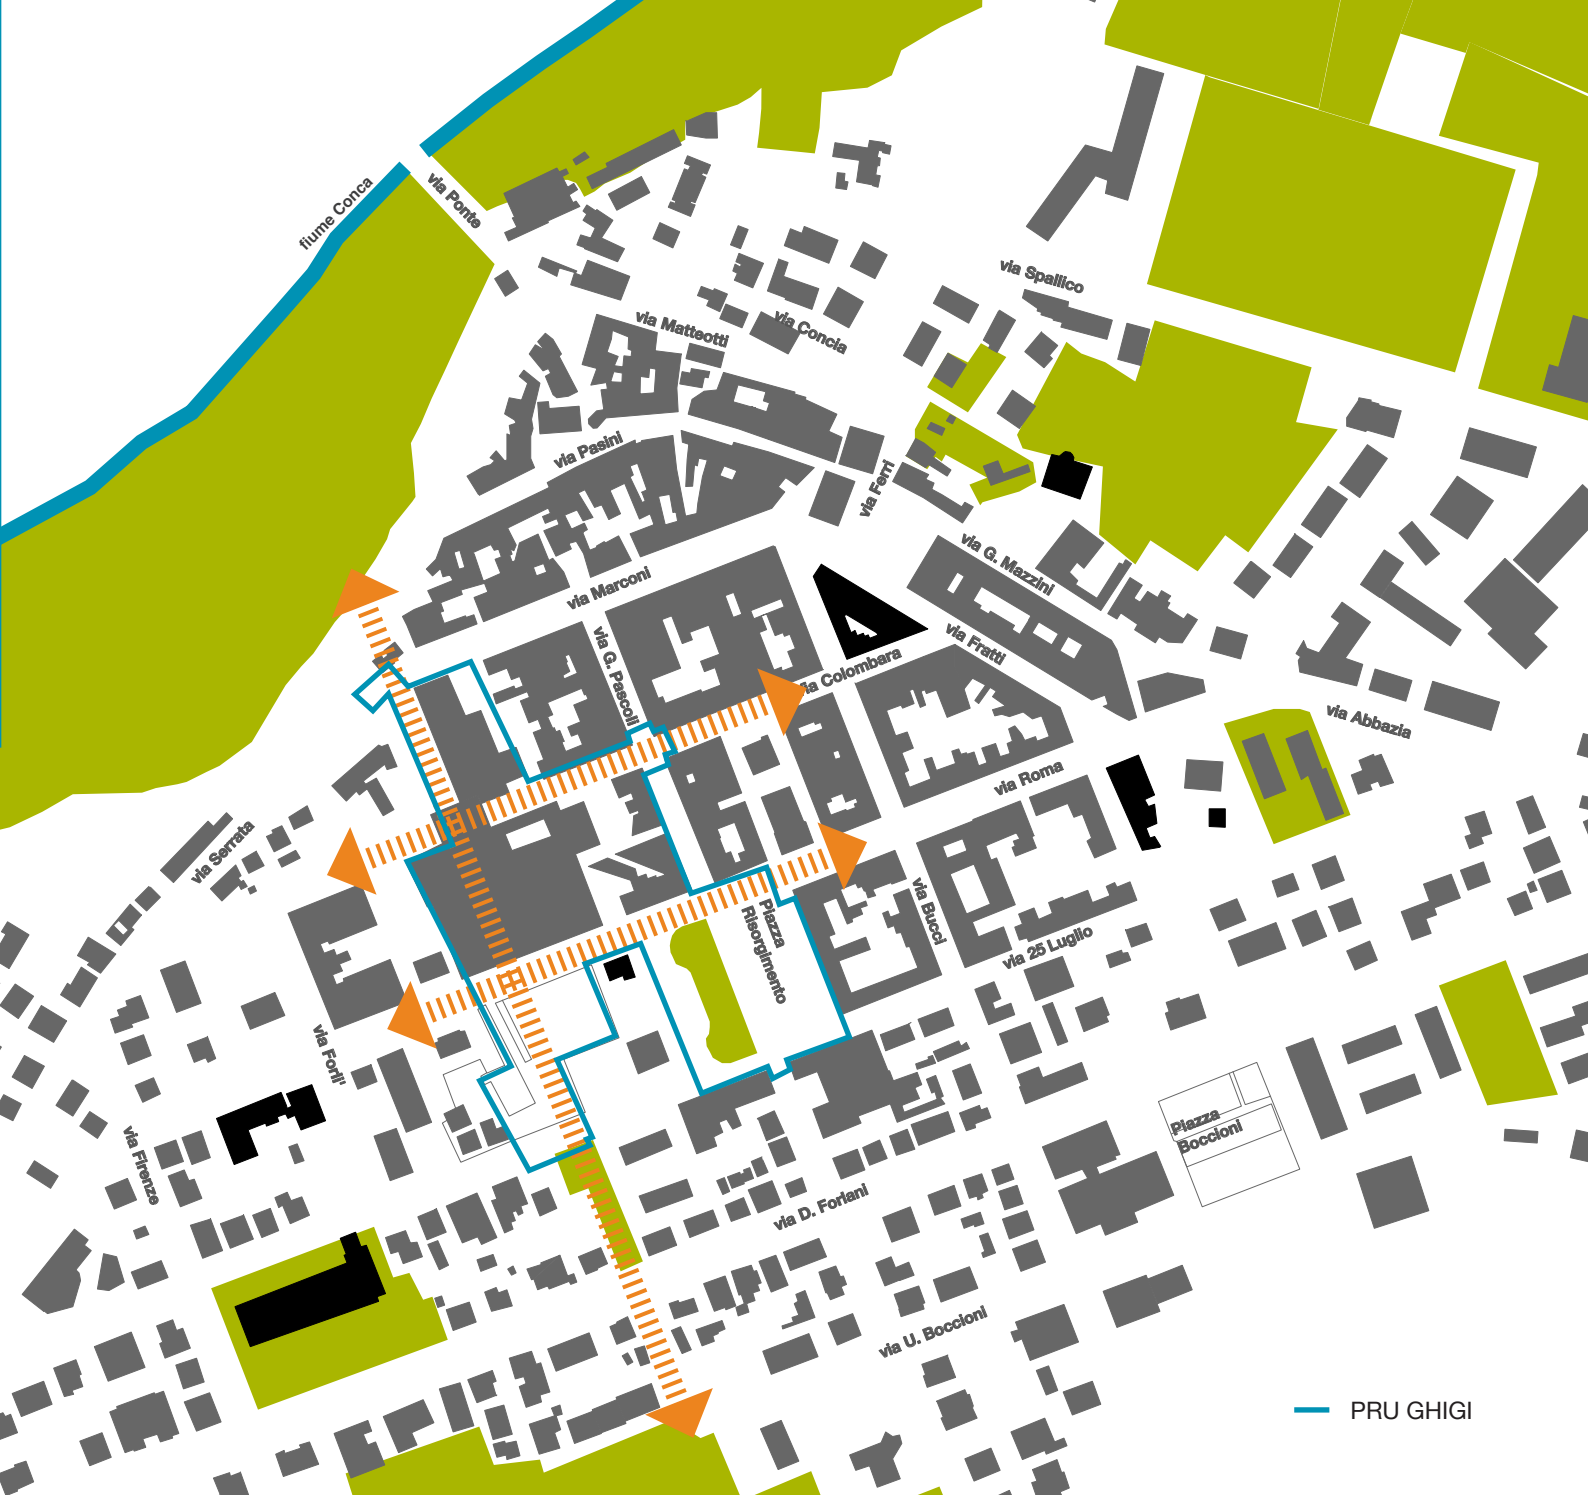 fiume Conca
via Ponte
via Spallico
via Matteotti
via Concia
via Pasini
via Ferri
via G. Mazzini
via Marconi
via G. Pascoli
via Fratti
via Colombara
via Abbazia
via Roma
via Serrata
via Bucci
Piazza
Risorgimento
via 25 Luglio
via Forli'
via Firenze
Piazza
Boccioni
via D. Forlani
via U. Boccioni
PRU GHIGI